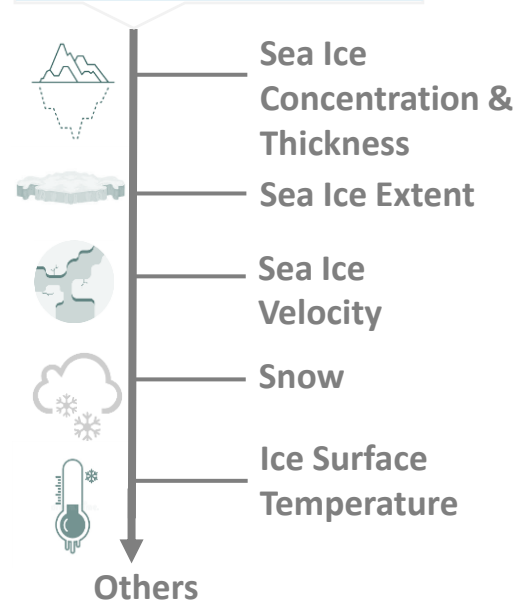 Sea Ice
Concentration &
Thickness
Sea Ice Extent
Sea Ice
Velocity
Snow
Ice Surface
Temperature
Others